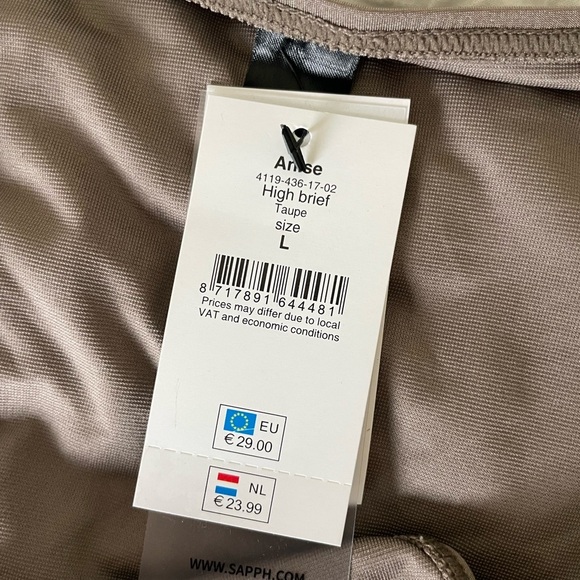 4119-436-17-02
High brief
Taupe
size
L
8 717891 644481
Prices may differ due to local
VAT and economic conditions
EU
€ 29.00
NL
€ 23.99
WWW.SAPPH.COM